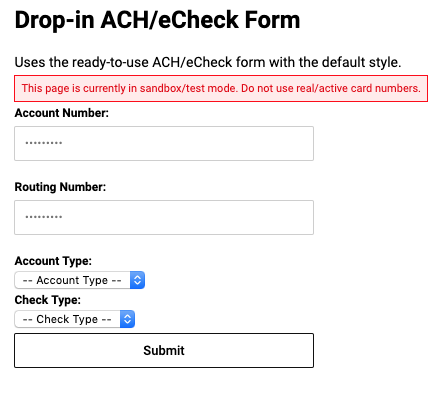 Drop-in ACH/eCheck Form
Uses the ready-to-use ACH/eCheck form with the default style.
This page is currently in sandbox/test mode. Do not use real/active card numbers.
Account Number:
•••••••••
Routing Number:
•••••••••
Account Type:
-- Account Type --
Check Type:
-- Check Type --
Submit